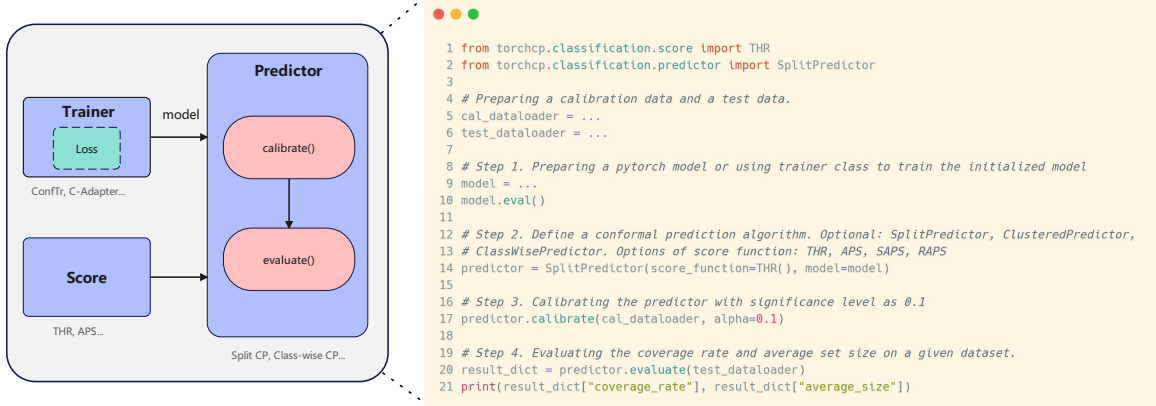 Predictor
Trainer
model
Loss
calibrate()
ConfTr, C-Adapter...
evaluate()
Score
THR, APS...
Split CP, Class-wise CP...
1 from torchcp.classification.score import THR
2 from torchcp.classification.predictor import SplitPredictor
3
4 # Preparing a calibration data and a test data.
5 cal_dataloader = ...
6 test_dataloader = ...
7
8 # Step 1. Preparing a pytorch model or using trainer class to train the initialized model
9 model = ...
10 model.eval()
11
12 # Step 2. Define a conformal prediction algorithm. Optional: SplitPredictor, ClusteredPredictor,
13 # ClassWisePredictor. Options of score function: THR, APS, SAPS, RAPS
14 predictor = SplitPredictor(score_function=THR(), model=model)
15
16 # Step 3. Calibrating the predictor with significance level as 0.1
17 predictor.calibrate(cal_dataloader, alpha=0.1)
18
19 # Step 4. Evaluating the coverage rate and average set size on a given dataset.
20 result_dict = predictor.evaluate(test_dataloader)
21 print(result_dict["coverage_rate"], result_dict["average_size"])